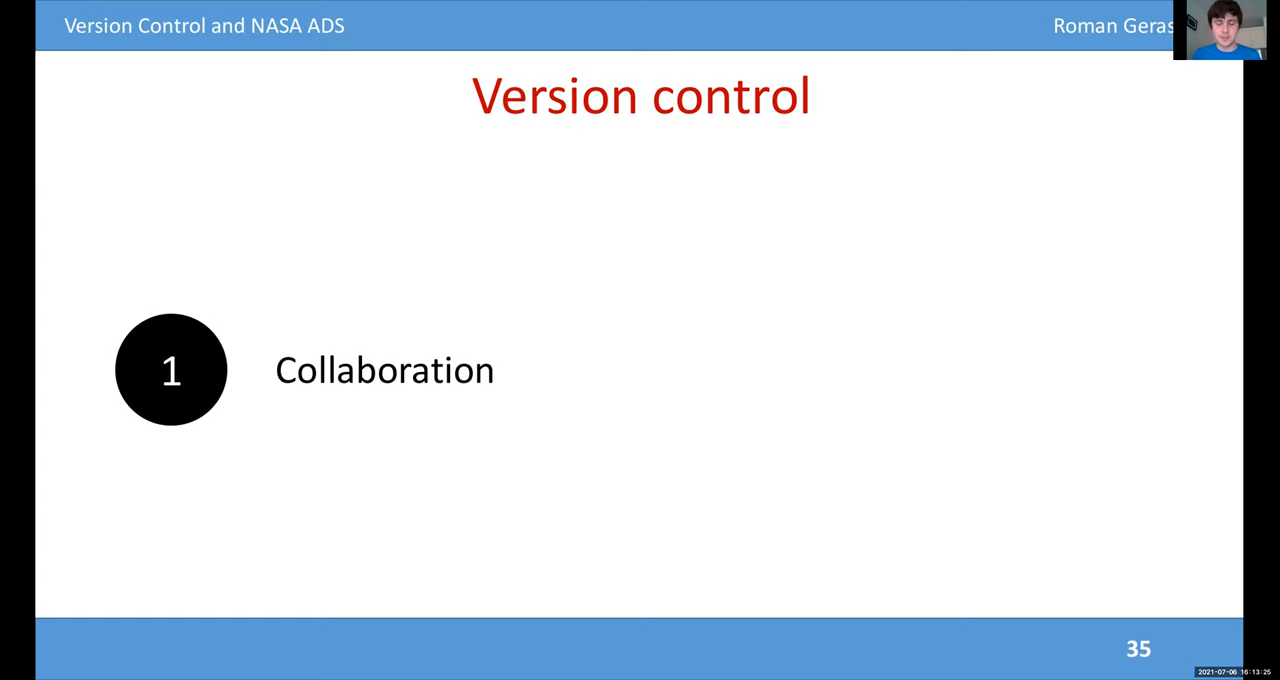 Version Control and NASA ADS
Roman Geras
Version control
1
Collaboration
35
2021-07-06 16:13:25